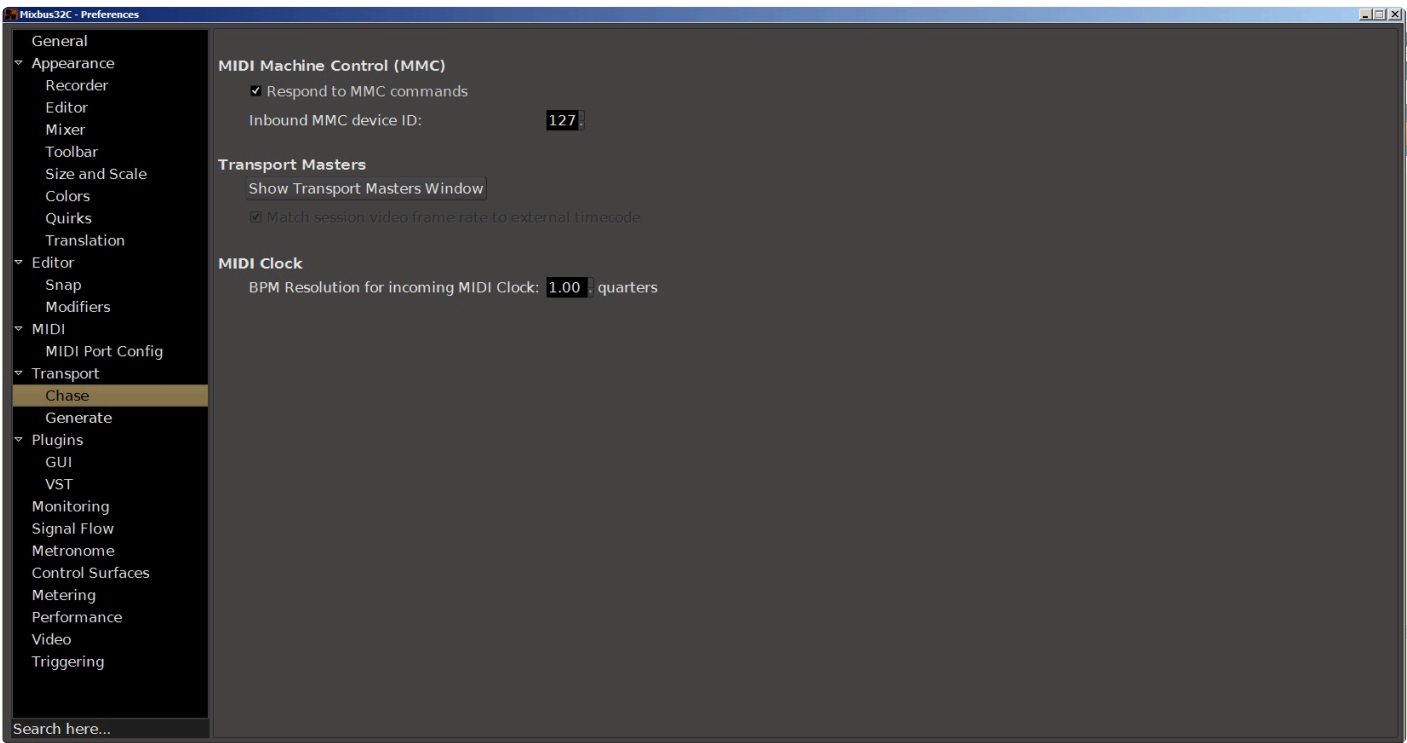 Mixbus32C - Preferences
General
Appearance
Recorder
Editor
Mixer
Toolbar
Size and Scale
Colors
Quirks
Translation
Editor
Snap
Modifiers
MIDI
MIDI Port Config
Transport
Chase
Generate
Plugins
GUI
VST
Monitoring
Signal Flow
Metronome
Control Surfaces
Metering
Performance
Video
Triggering
Search here...
MIDI Machine Control (MMC)
Respond to MMC commands
Inbound MMC device ID: 127
Transport Masters
Show Transport Masters Window
Match session video frame rate to external timecode
MIDI Clock
BPM Resolution for incoming MIDI Clock: 1.00 quarters